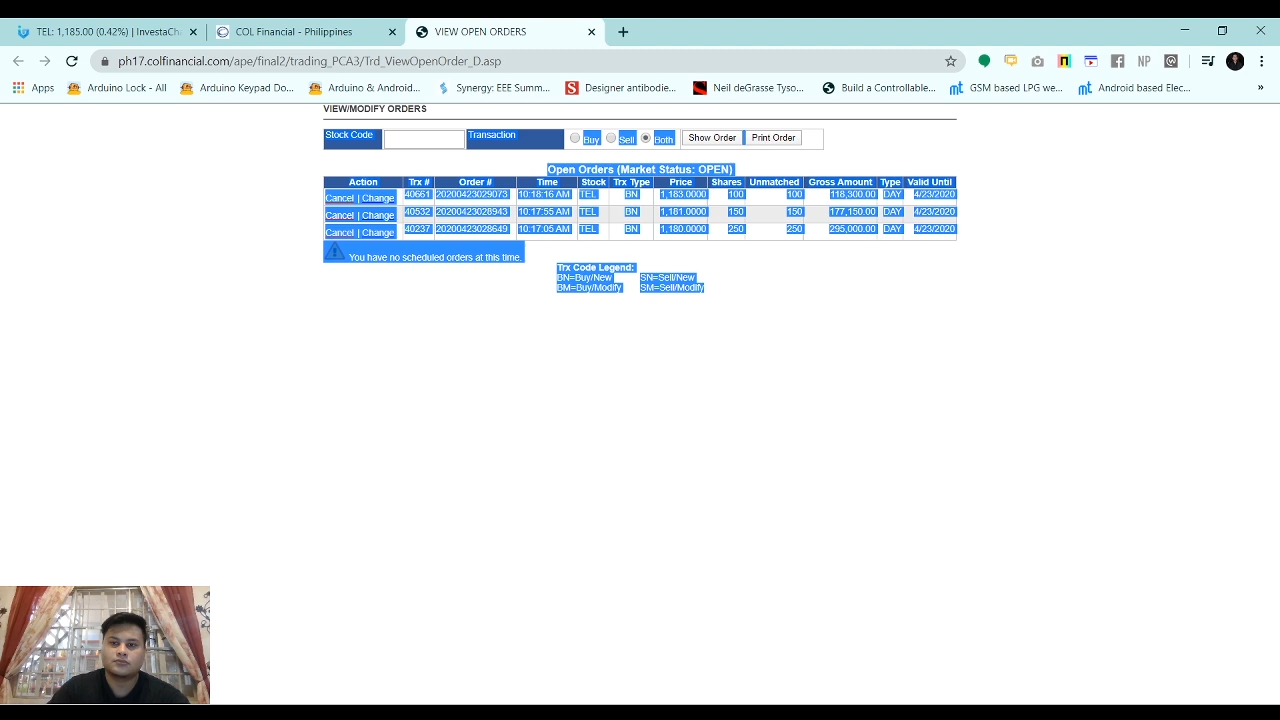 TEL: 1,185.00 (0.42%) | InvestaCh
COL Financial - Philippines
VIEW OPEN ORDERS
ph17.colfinancial.com/ape/final2/trading_PCA3/trd_ViewOpenOrder_D.asp
Apps Arduino Lock - All Arduino Keypded Do... Arduino & Android... Synergy: EEE Summ... Designer antibodie... Neil deGrasse Tyso... Build a Controllable... GSM based LPG we... Android based Elec... »
VIEW/MODIFY ORDERS
Stock Code Transaction Buy Sell Both Show Order Print Order
Open Orders (Market Status: OPEN)
Action Trx # Order # Time Stock Trx Type Price Shares Unmatched Gross Amount Type Valid Until
Cancel | Change 40661 20200423029073 10:18:16 AM TEL BN 1,183.0000 100 100 118,300.00 DAY 4/23/2020
Cancel | Change 40532 20200423028943 10:17:55 AM TEL BN 1,181.0000 150 150 177,150.00 DAY 4/23/2020
Cancel | Change 40237 20200423028649 10:17:05 AM TEL BN 1,180.0000 250 250 295,000.00 DAY 4/23/2020
You have no scheduled orders at this time.
Trx Code Legend:
BN=Buy/New SN=Sell/New
BM=Buy/Modify SM=Sell/Modify